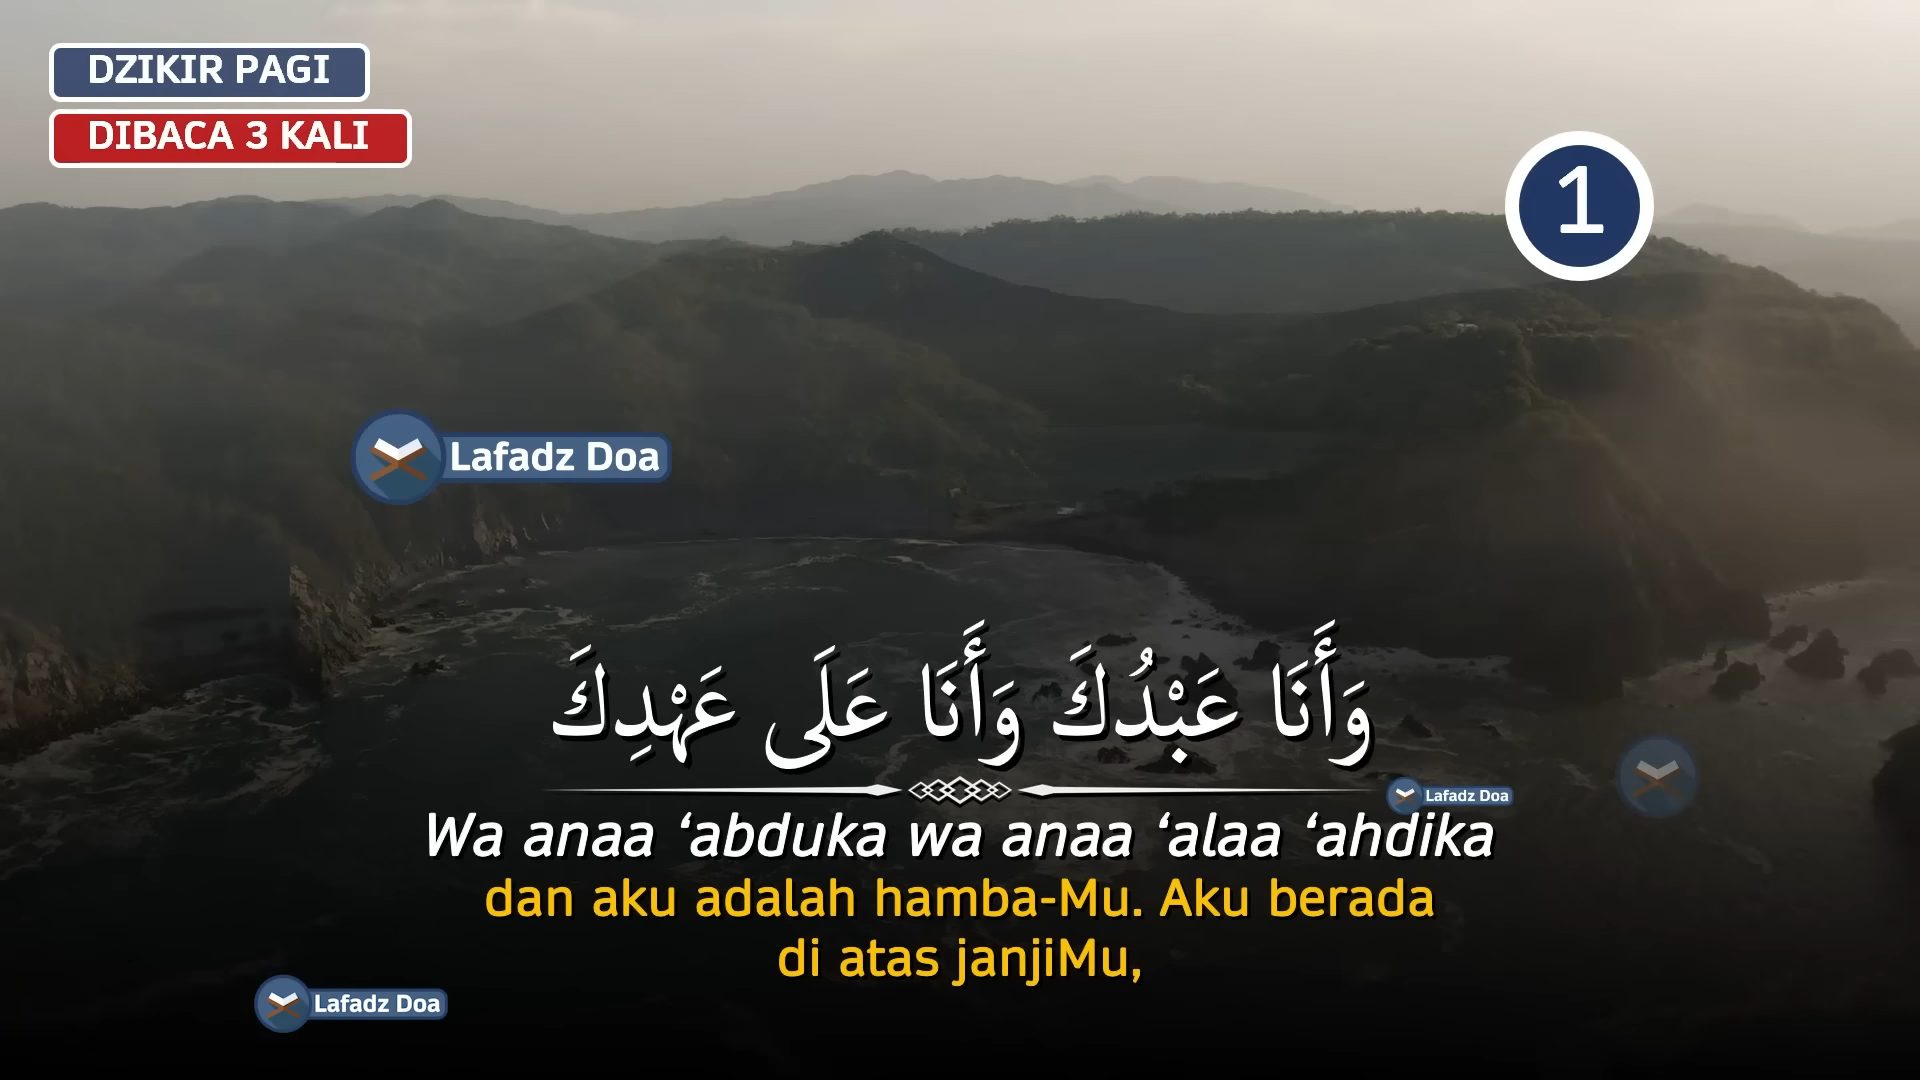 DZIKIR PAGI
DIBACA 3 KALI
1
Lafadz Doa
وَأَنَا عَبْدُكَ وَأَنَا عَلَى عَهْدِكَ
Lafadz Doa
Wa anaa ‘abduka wa anaa ‘alaa ‘ahdika
dan aku adalah hamba-Mu. Aku berada
di atas janjiMu,
Lafadz Doa